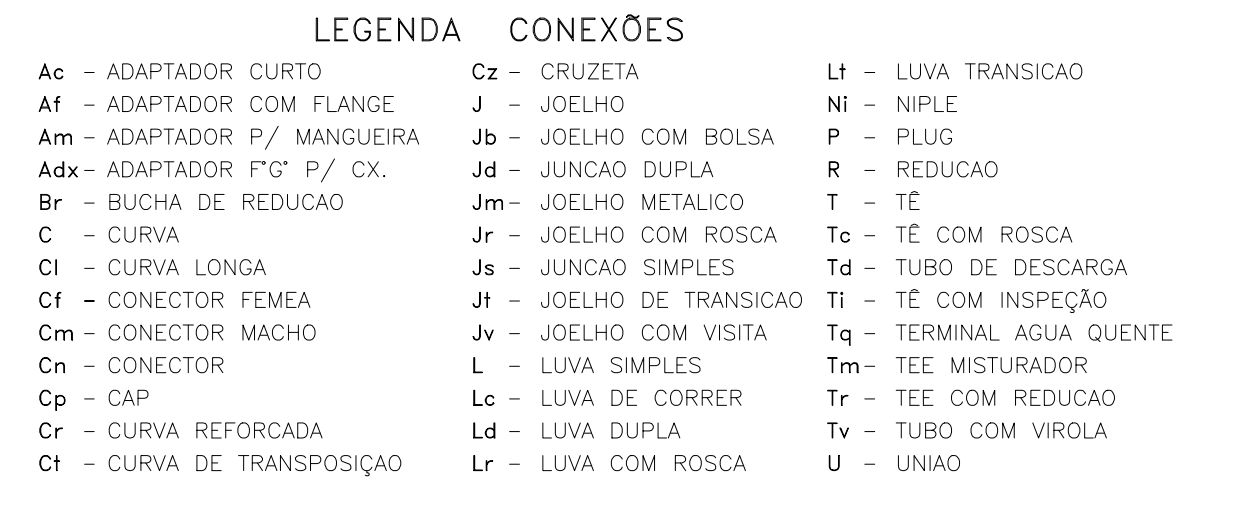 LEGENDA CONEXÕES
Ac - ADAPTADOR CURTO
Af - ADAPTADOR COM FLANGE
Am - ADAPTADOR P/ MANGUEIRA
Adx - ADAPTADOR F°G° P/ CX.
Br - BUCHA DE REDUCAO
C - CURVA
Cl - CURVA LONGA
Cf - CONECTOR FEMEA
Cm - CONECTOR MACHO
Cn - CONECTOR
Cp - CAP
Cr - CURVA REFORCADA
Ct - CURVA DE TRANSPOSIÇAO
Cz - CRUZETA
J - JOELHO
Jb - JOELHO COM BOLSA
Jd - JUNCAO DUPLA
Jm - JOELHO METALICO
Jr - JOELHO COM ROSCA
Js - JUNCAO SIMPLES
Jt - JOELHO DE TRANSICAO
Jv - JOELHO COM VISITA
L - LUVA SIMPLES
Lc - LUVA DE CORRER
Ld - LUVA DUPLA
Lr - LUVA COM ROSCA
Lt - LUVA TRANSICAO
Ni - NIPLE
P - PLUG
R - REDUCAO
T - TÊ
Tc - TÊ COM ROSCA
Td - TUBO DE DESCARGA
Ti - TÊ COM INSPEÇÃO
Tq - TERMINAL AGUA QUENTE
Tm - TEE MISTURADOR
Tr - TEE COM REDUCAO
Tv - TUBO COM VIROLA
U - UNIAO